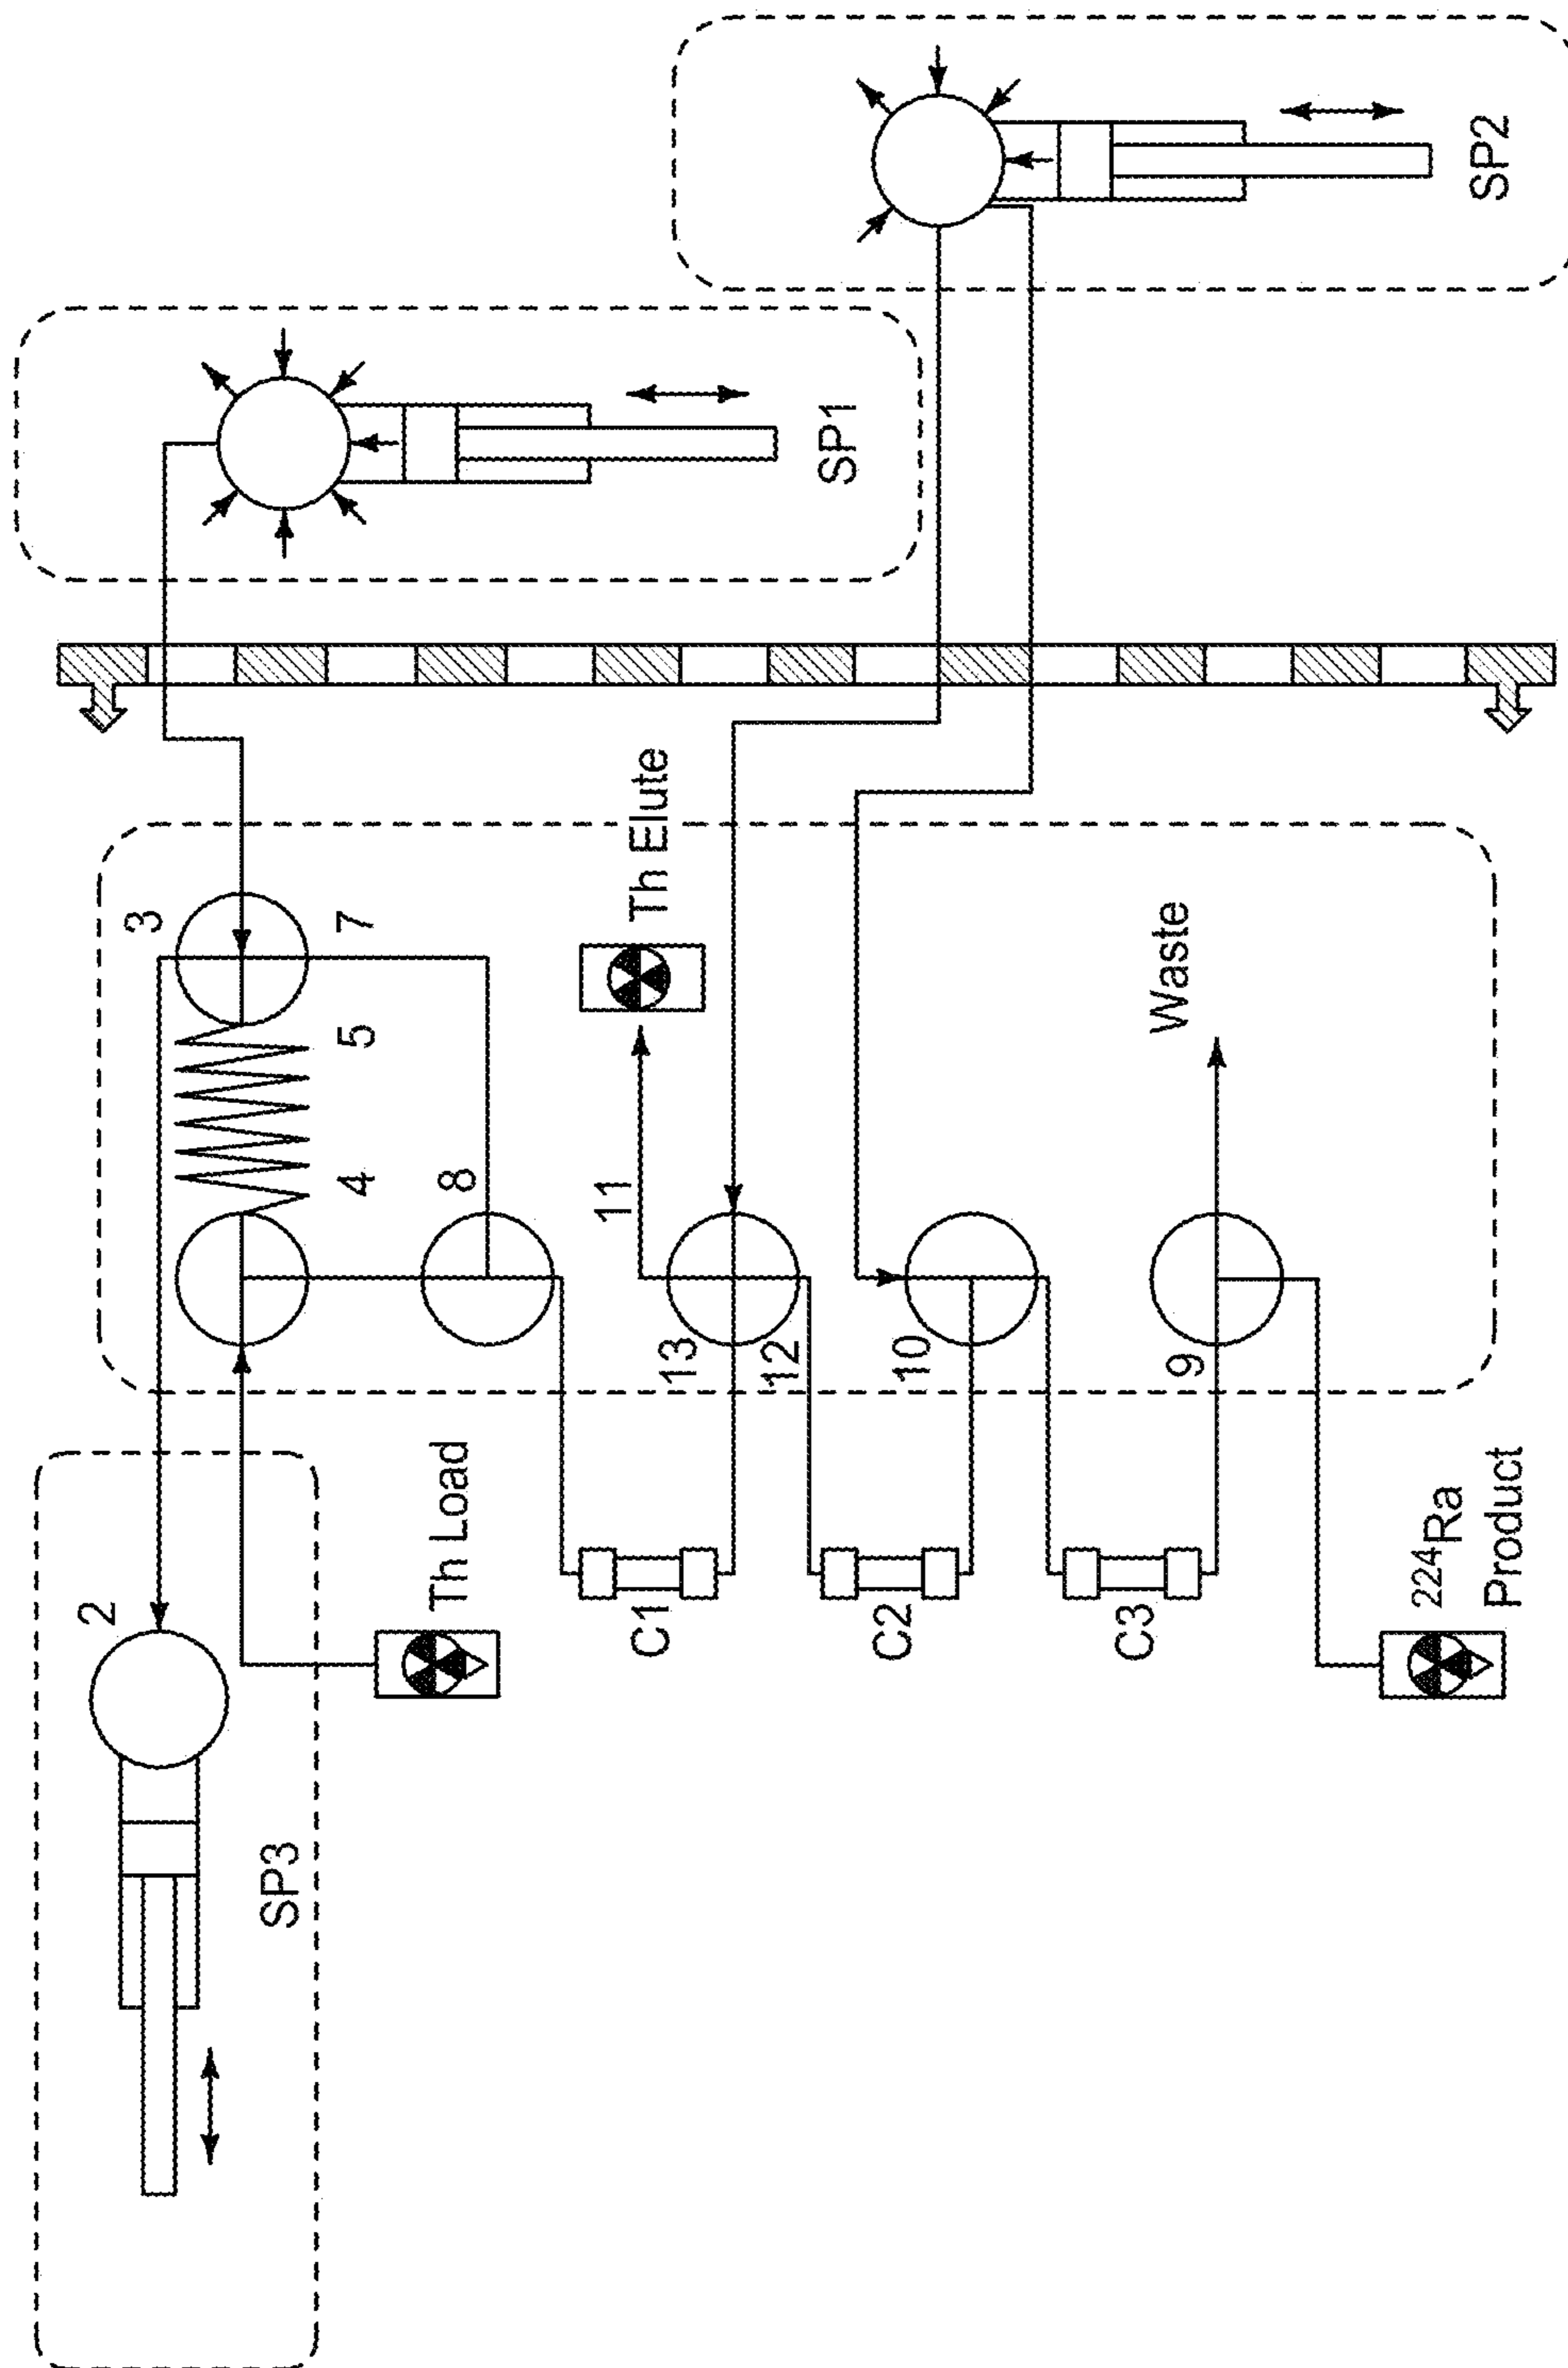 2
3
SP3
4
5
7
Th Load
8
11
C1
Th Elute
13
12
SP1
C2
10
C3
Waste
9
²²⁴Ra
Product
SP2